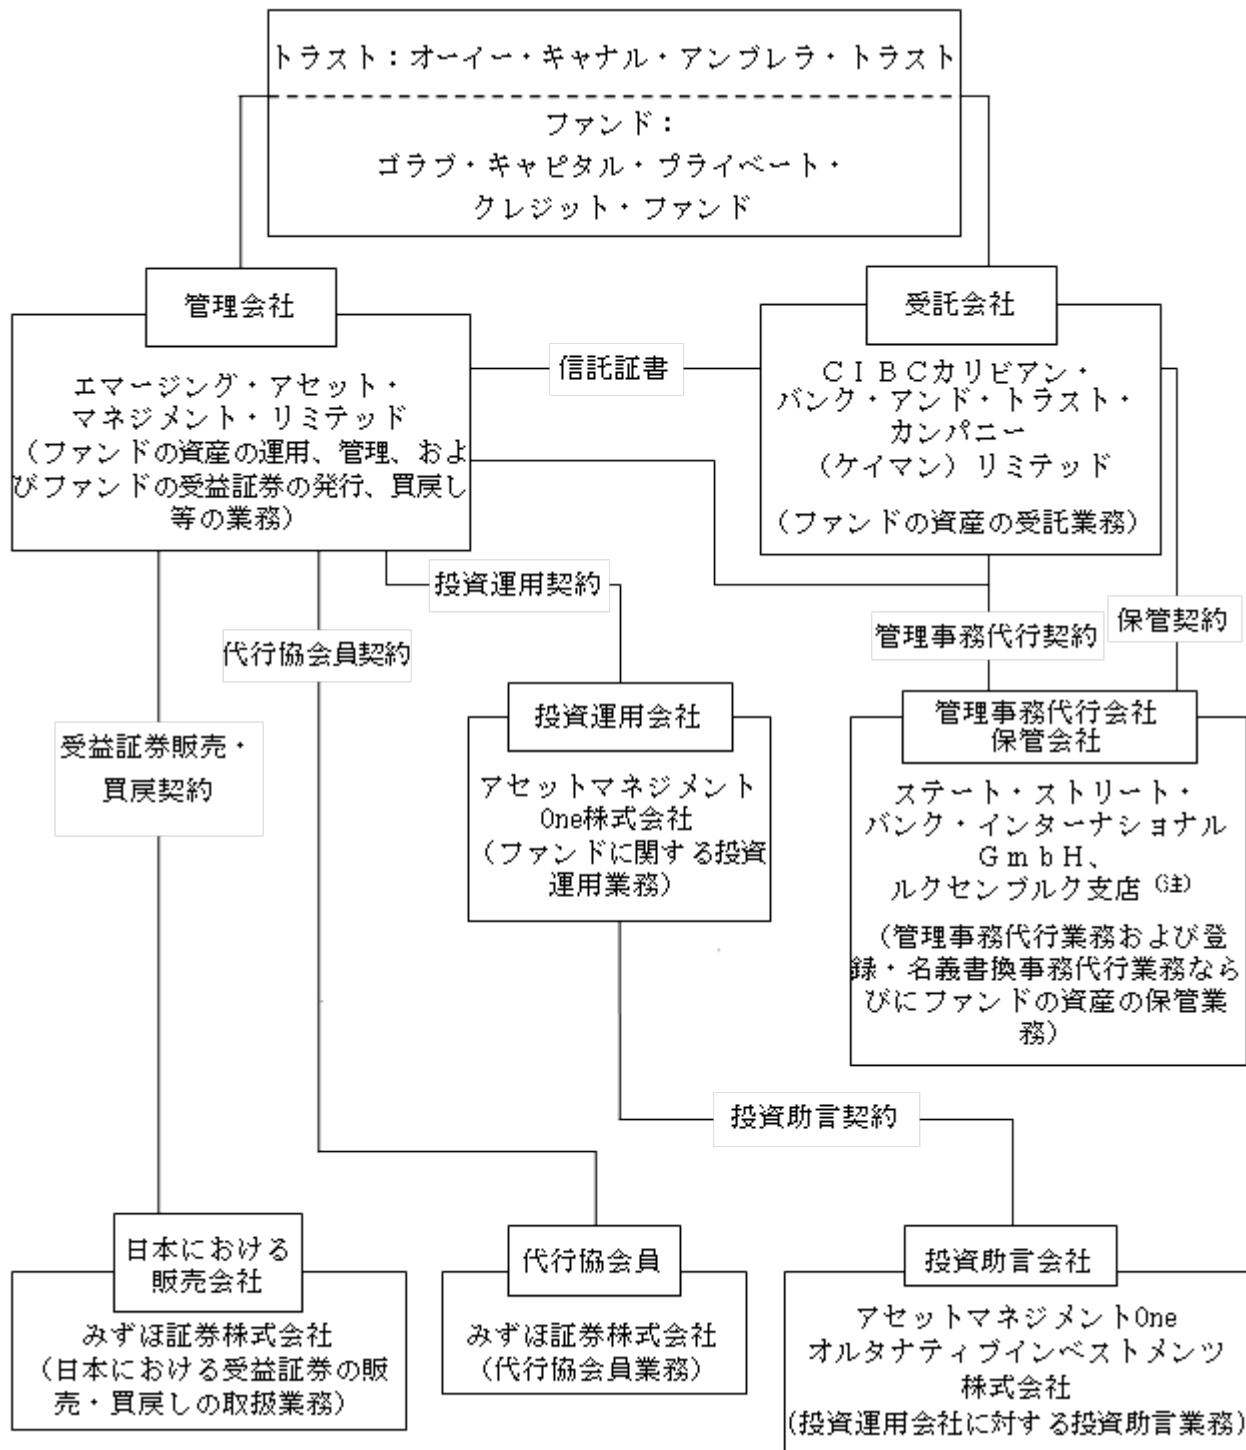 トラスト：オーイー・キャナル・アンブレラ・トラスト
ファンド：
ゴラブ・キャピタル・プライベート・
クレジット・ファンド
管理会社
エマージング・アセット・
マネジメント・リミテッド
（ファンドの資産の運用、管理、およ
びファンドの受益証券の発行、買戻し
等の業務）
信託証書
受託会社
ＣＩＢＣカリビアン・
バンク・アンド・トラスト・
カンパニー
（ケイマン）リミテッド
（ファンドの資産の受託業務）
投資運用契約
代行協会員契約
管理事務代行契約
保管契約
受益証券販売・
買戻契約
投資運用会社
アセットマネジメント
One株式会社
（ファンドに関する投資
運用業務）
管理事務代行会社
保管会社
ステート・ストリート・
バンク・インターナショナル
ＧｍｂＨ、
ルクセンブルク支店（注）
（管理事務代行業務および登
録・名義書換事務代行業務なら
びにファンドの資産の保管業
務）
投資助言契約
日本における
販売会社
みずほ証券株式会社
（日本における受益証券の販
売・買戻しの取扱業務）
代行協会員
みずほ証券株式会社
(代行協会員業務）
投資助言会社
アセットマネジメントOne
オルタナティブインベストメンツ
株式会社
(投資運用会社に対する投資助言業務)